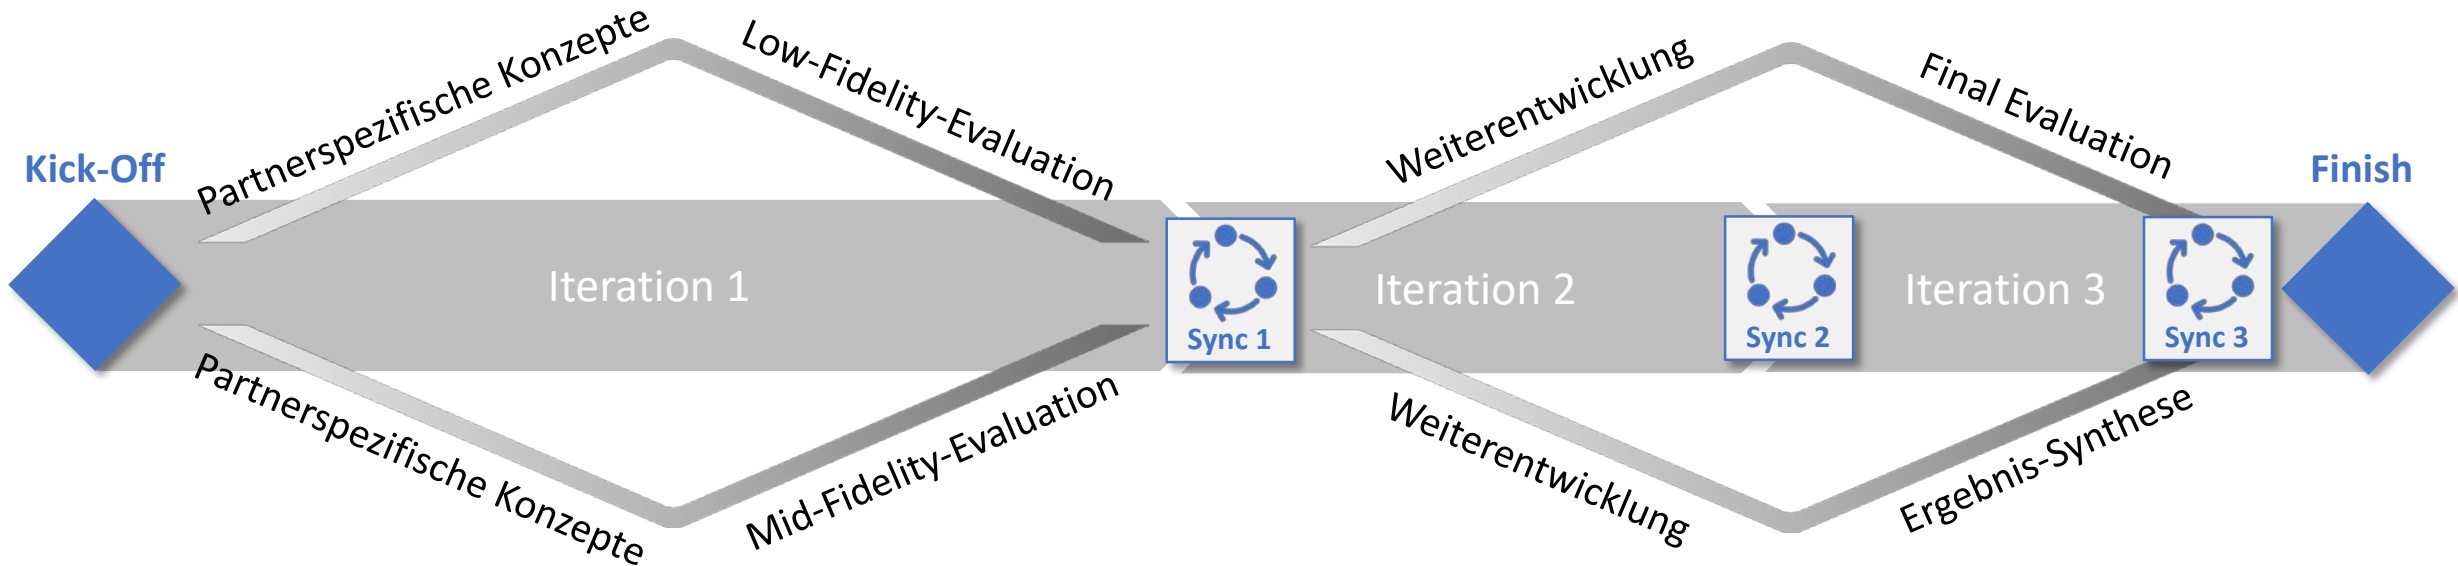 Partnerspezifische Konzepte
Low-Fidelity-Evaluation
Weiterentwicklung
Final Evaluation
Kick-Off
Finish
Iteration 1
Sync 1
Iteration 2
Sync 2
Iteration 3
Sync 3
Partnerspezifische Konzepte
Mid-Fidelity-Evaluation
Weiterentwicklung
Ergebnis-Synthese